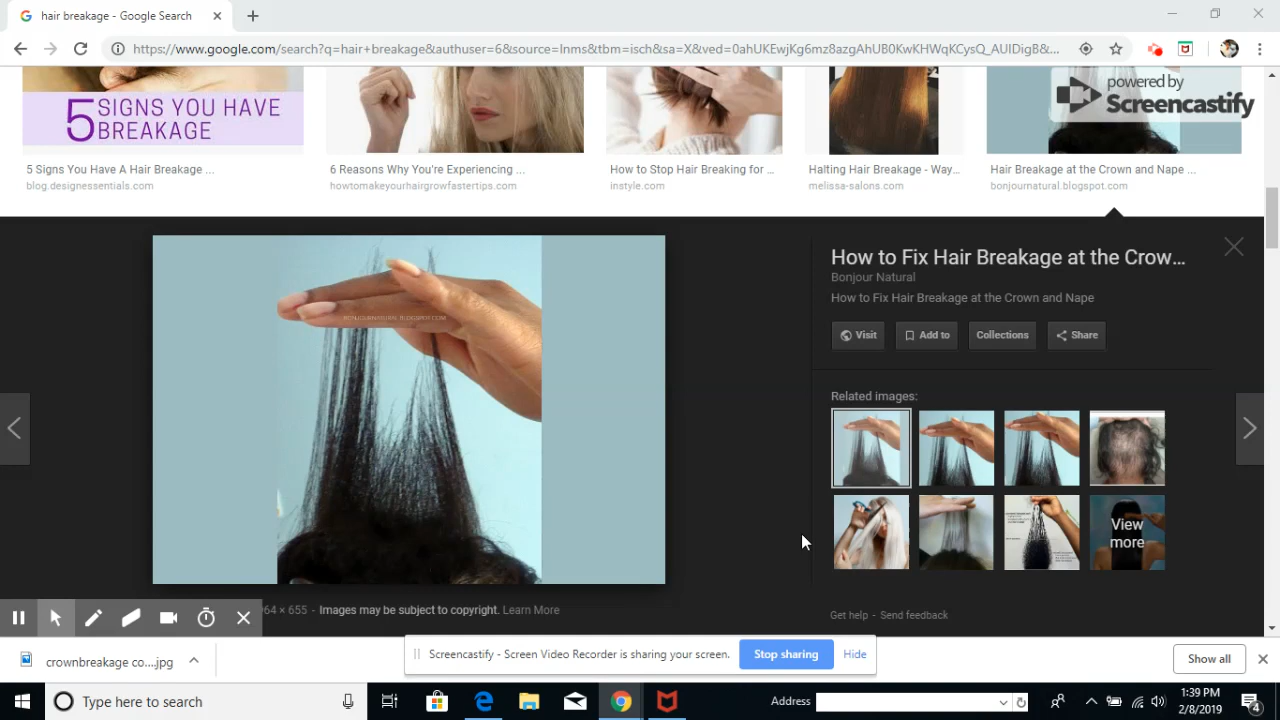 hair breakage - Google Search
https://www.google.com/search?q=hair+breakage&authuser=6&source=lnms&tbm=isch&sa=X&ved=0ahUKEwjKg6mz8azgAhUB0KwKHWqKCysQ_AUIDigB&...
powered by
Screencastify
5 SIGNS YOU HAVE
BREAKAGE
5 Signs You Have A Hair Breakage ...
blog.designessentials.com
6 Reasons Why You're Experiencing ...
howtomakeyourhairgrowfastertips.com
How to Stop Hair Breaking for ...
instyle.com
Halting Hair Breakage - Way...
melissa-salons.com
Hair Breakage at the Crown and Nape ...
bonjournatural.blogspot.com
BONJOURNATURAL.BLOGSPOT.COM
How to Fix Hair Breakage at the Crow...
Bonjour Natural
How to Fix Hair Breakage at the Crown and Nape
Visit
Add to
Collections
Share
Related images:
View
more
64 × 655 - Images may be subject to copyright. Learn More
Get help - Send feedback
Screencastify - Screen Video Recorder is sharing your screen.
Stop sharing
Hide
crownbreakage co....jpg
Show all
Type here to search
Address
1:39 PM
2/8/2019
4